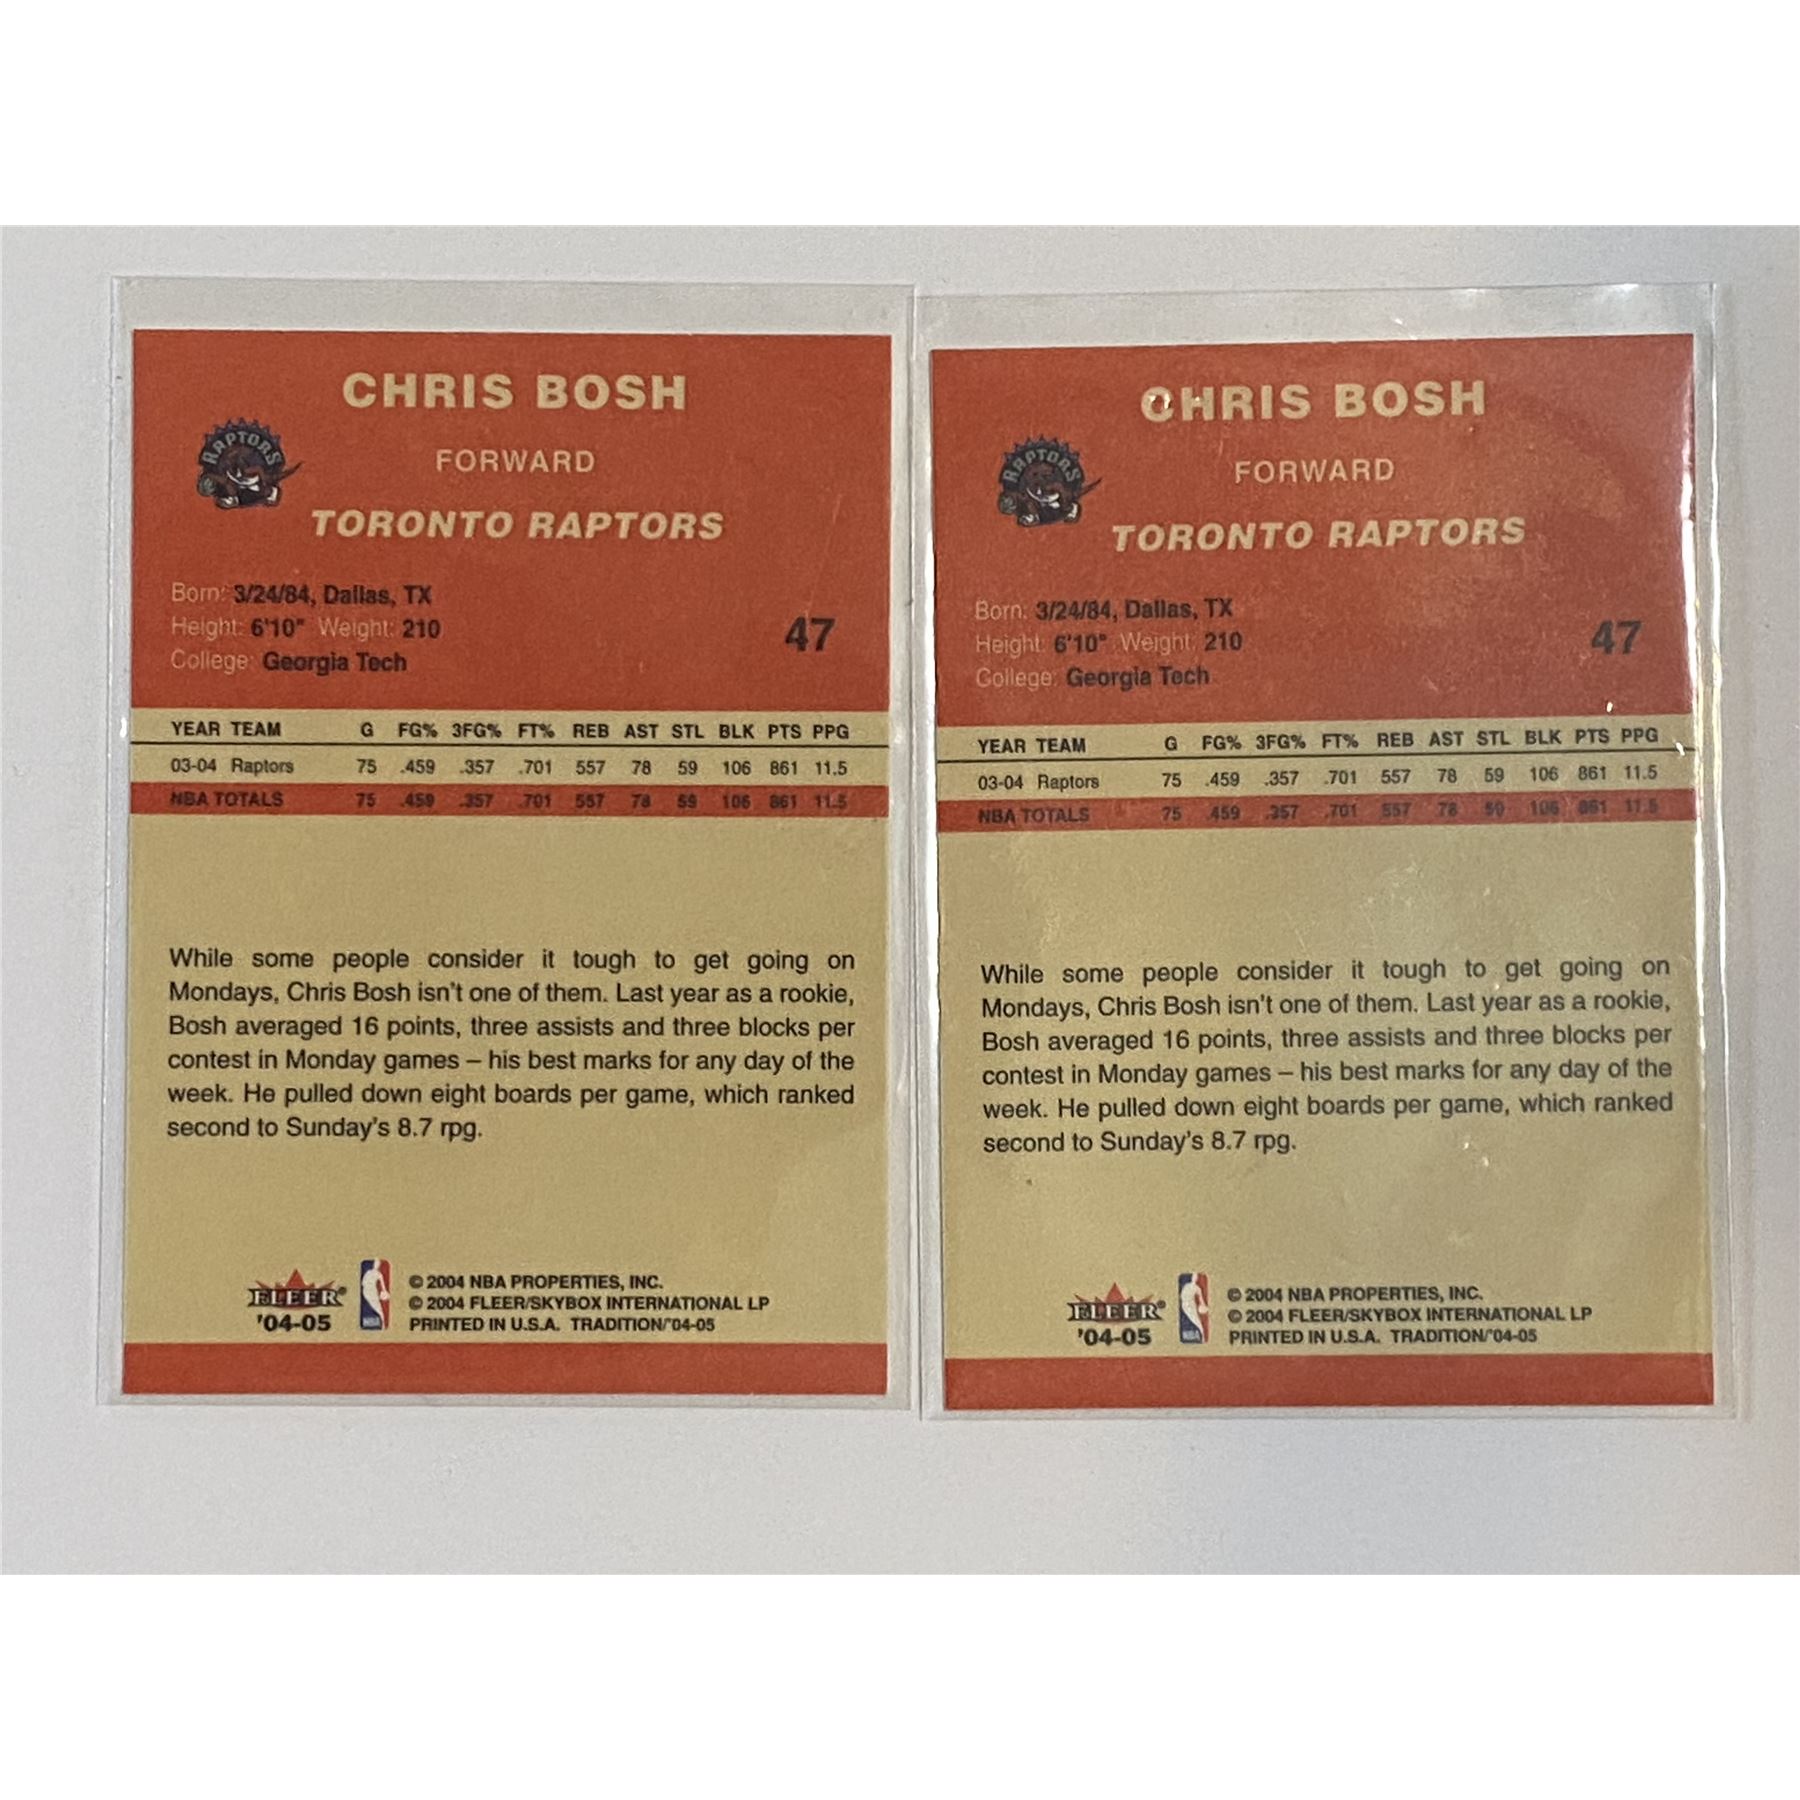 CHRIS BOSH
RAPTORS
FORWARD
TORONTO RAPTORS
Born: 3/24/84, Dallas, TX
Height: 6'10" Weight: 210
College: Georgia Tech
47
YEAR TEAM G FG% 3FG% FT% REB AST STL BLK PTS PPG
03-04 Raptors 75 .459 .357 .701 557 78 59 106 861 11.5
NBA TOTALS 75 .459 .357 .701 557 78 59 106 861 11.5
While some people consider it tough to get going on
Mondays, Chris Bosh isn't one of them. Last year as a rookie,
Bosh averaged 16 points, three assists and three blocks per
contest in Monday games – his best marks for any day of the
week. He pulled down eight boards per game, which ranked
second to Sunday's 8.7 rpg.
FLEER®
'04-05
NBA
© 2004 NBA PROPERTIES, INC.
© 2004 FLEER/SKYBOX INTERNATIONAL LP
PRINTED IN U.S.A. TRADITION/'04-05
CHRIS BOSH
RAPTORS
FORWARD
TORONTO RAPTORS
Born: 3/24/84, Dallas, TX
Height: 6'10" Weight: 210
College: Georgia Tech
47
YEAR TEAM G FG% 3FG% FT% REB AST STL BLK PTS PPG
03-04 Raptors 75 .459 .357 .701 557 78 59 106 861 11.5
NBA TOTALS 75 .459 .357 .701 557 78 59 106 861 11.5
While some people consider it tough to get going on
Mondays, Chris Bosh isn't one of them. Last year as a rookie,
Bosh averaged 16 points, three assists and three blocks per
contest in Monday games – his best marks for any day of the
week. He pulled down eight boards per game, which ranked
second to Sunday's 8.7 rpg.
FLEER®
'04-05
NBA
© 2004 NBA PROPERTIES, INC.
© 2004 FLEER/SKYBOX INTERNATIONAL LP
PRINTED IN U.S.A. TRADITION/'04-05